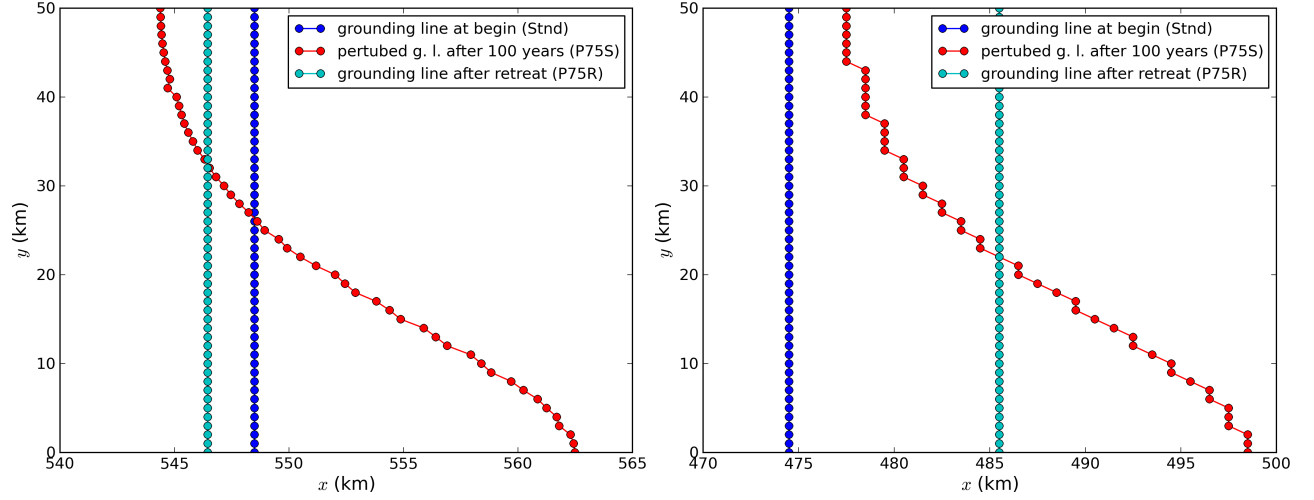 50
40
30
20
10
0
y (km)
540 545 550 555 560 565
x (km)
grounding line at begin (Stnd)
pertubed g. l. after 100 years (P75S)
grounding line after retreat (P75R)
50
40
30
20
10
0
y (km)
470 475 480 485 490 495 500
x (km)
grounding line at begin (Stnd)
pertubed g. l. after 100 years (P75S)
grounding line after retreat (P75R)